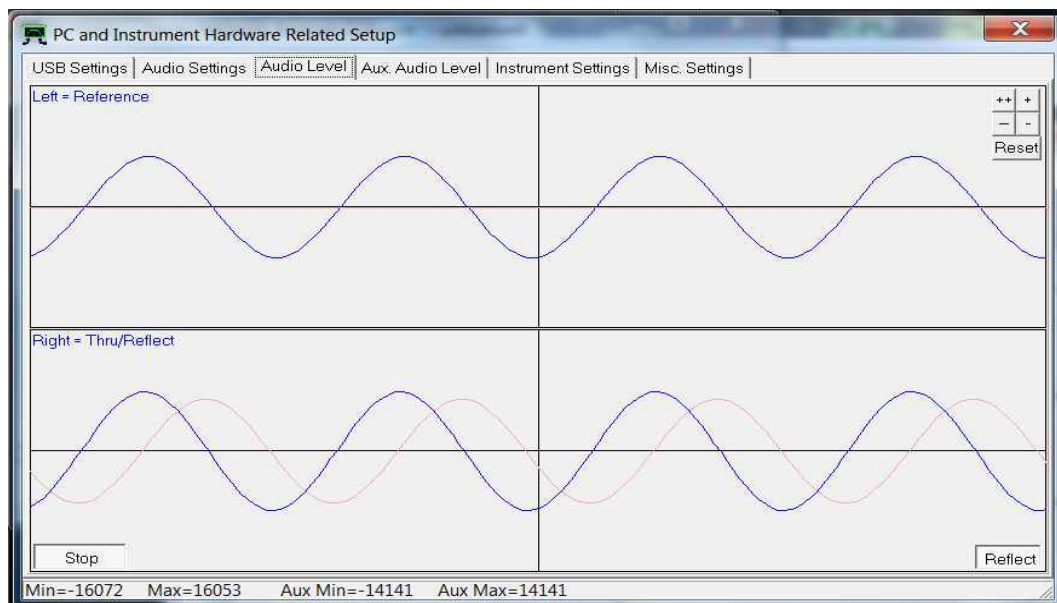 PC and Instrument Hardware Related Setup
X
USB Settings Audio Settings Audio Level Aux. Audio Level Instrument Settings Misc. Settings
Left = Reference
++ +
-- -
Reset
Right = Thru/Reflect
Stop
Reflect
Min=-16072 Max=16053 Aux Min=-14141 Aux Max=14141